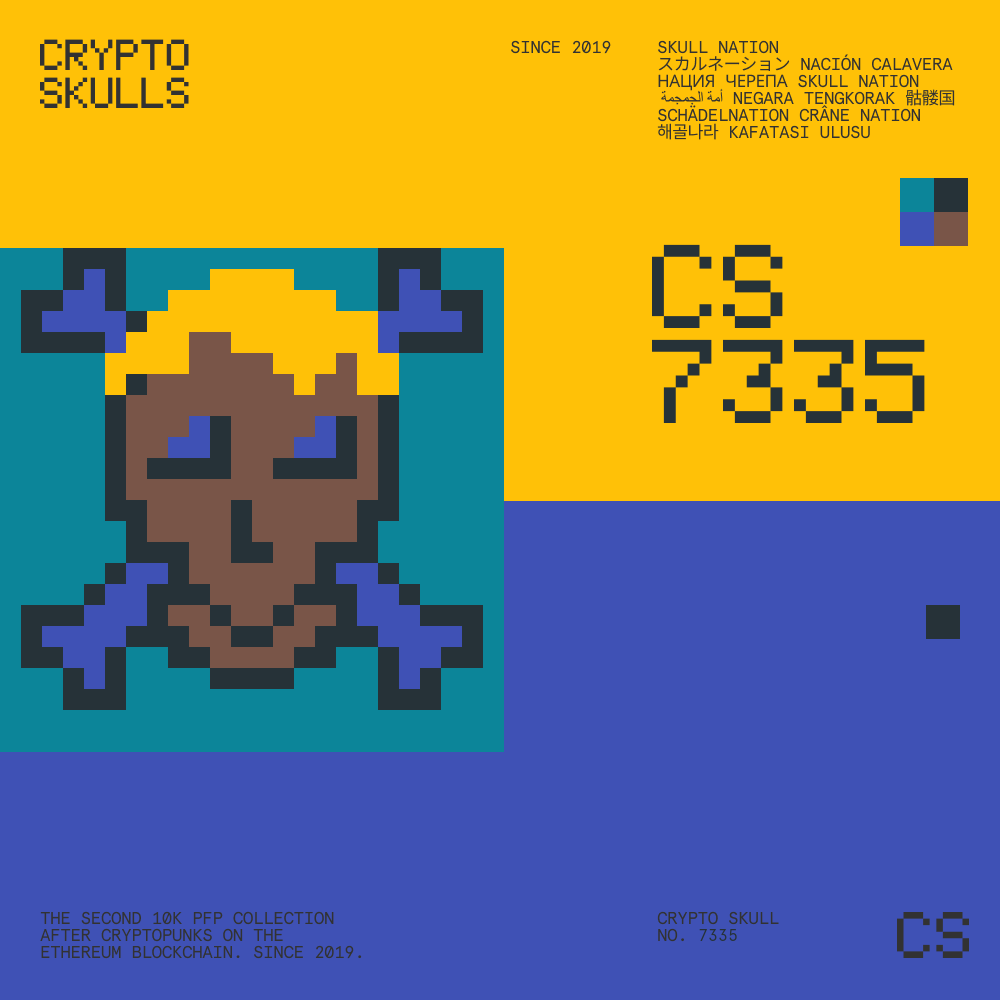 CRYPTO
SKULLS
SINCE 2019
SKULL NATION
スカルネーション NACIÓN CALAVERA
НАЦИЯ ЧЕРЕПА SKULL NATION
أمة الجمجمة NEGARA TENGKORAK 骷髅国
SCHÄDELNATION CRÂNE NATION
해골나라 KAFATASI ULUSU
CS
7335
THE SECOND 10K PFP COLLECTION
AFTER CRYPTOPUNKS ON THE
ETHEREUM BLOCKCHAIN. SINCE 2019.
CRYPTO SKULL
NO. 7335
CS